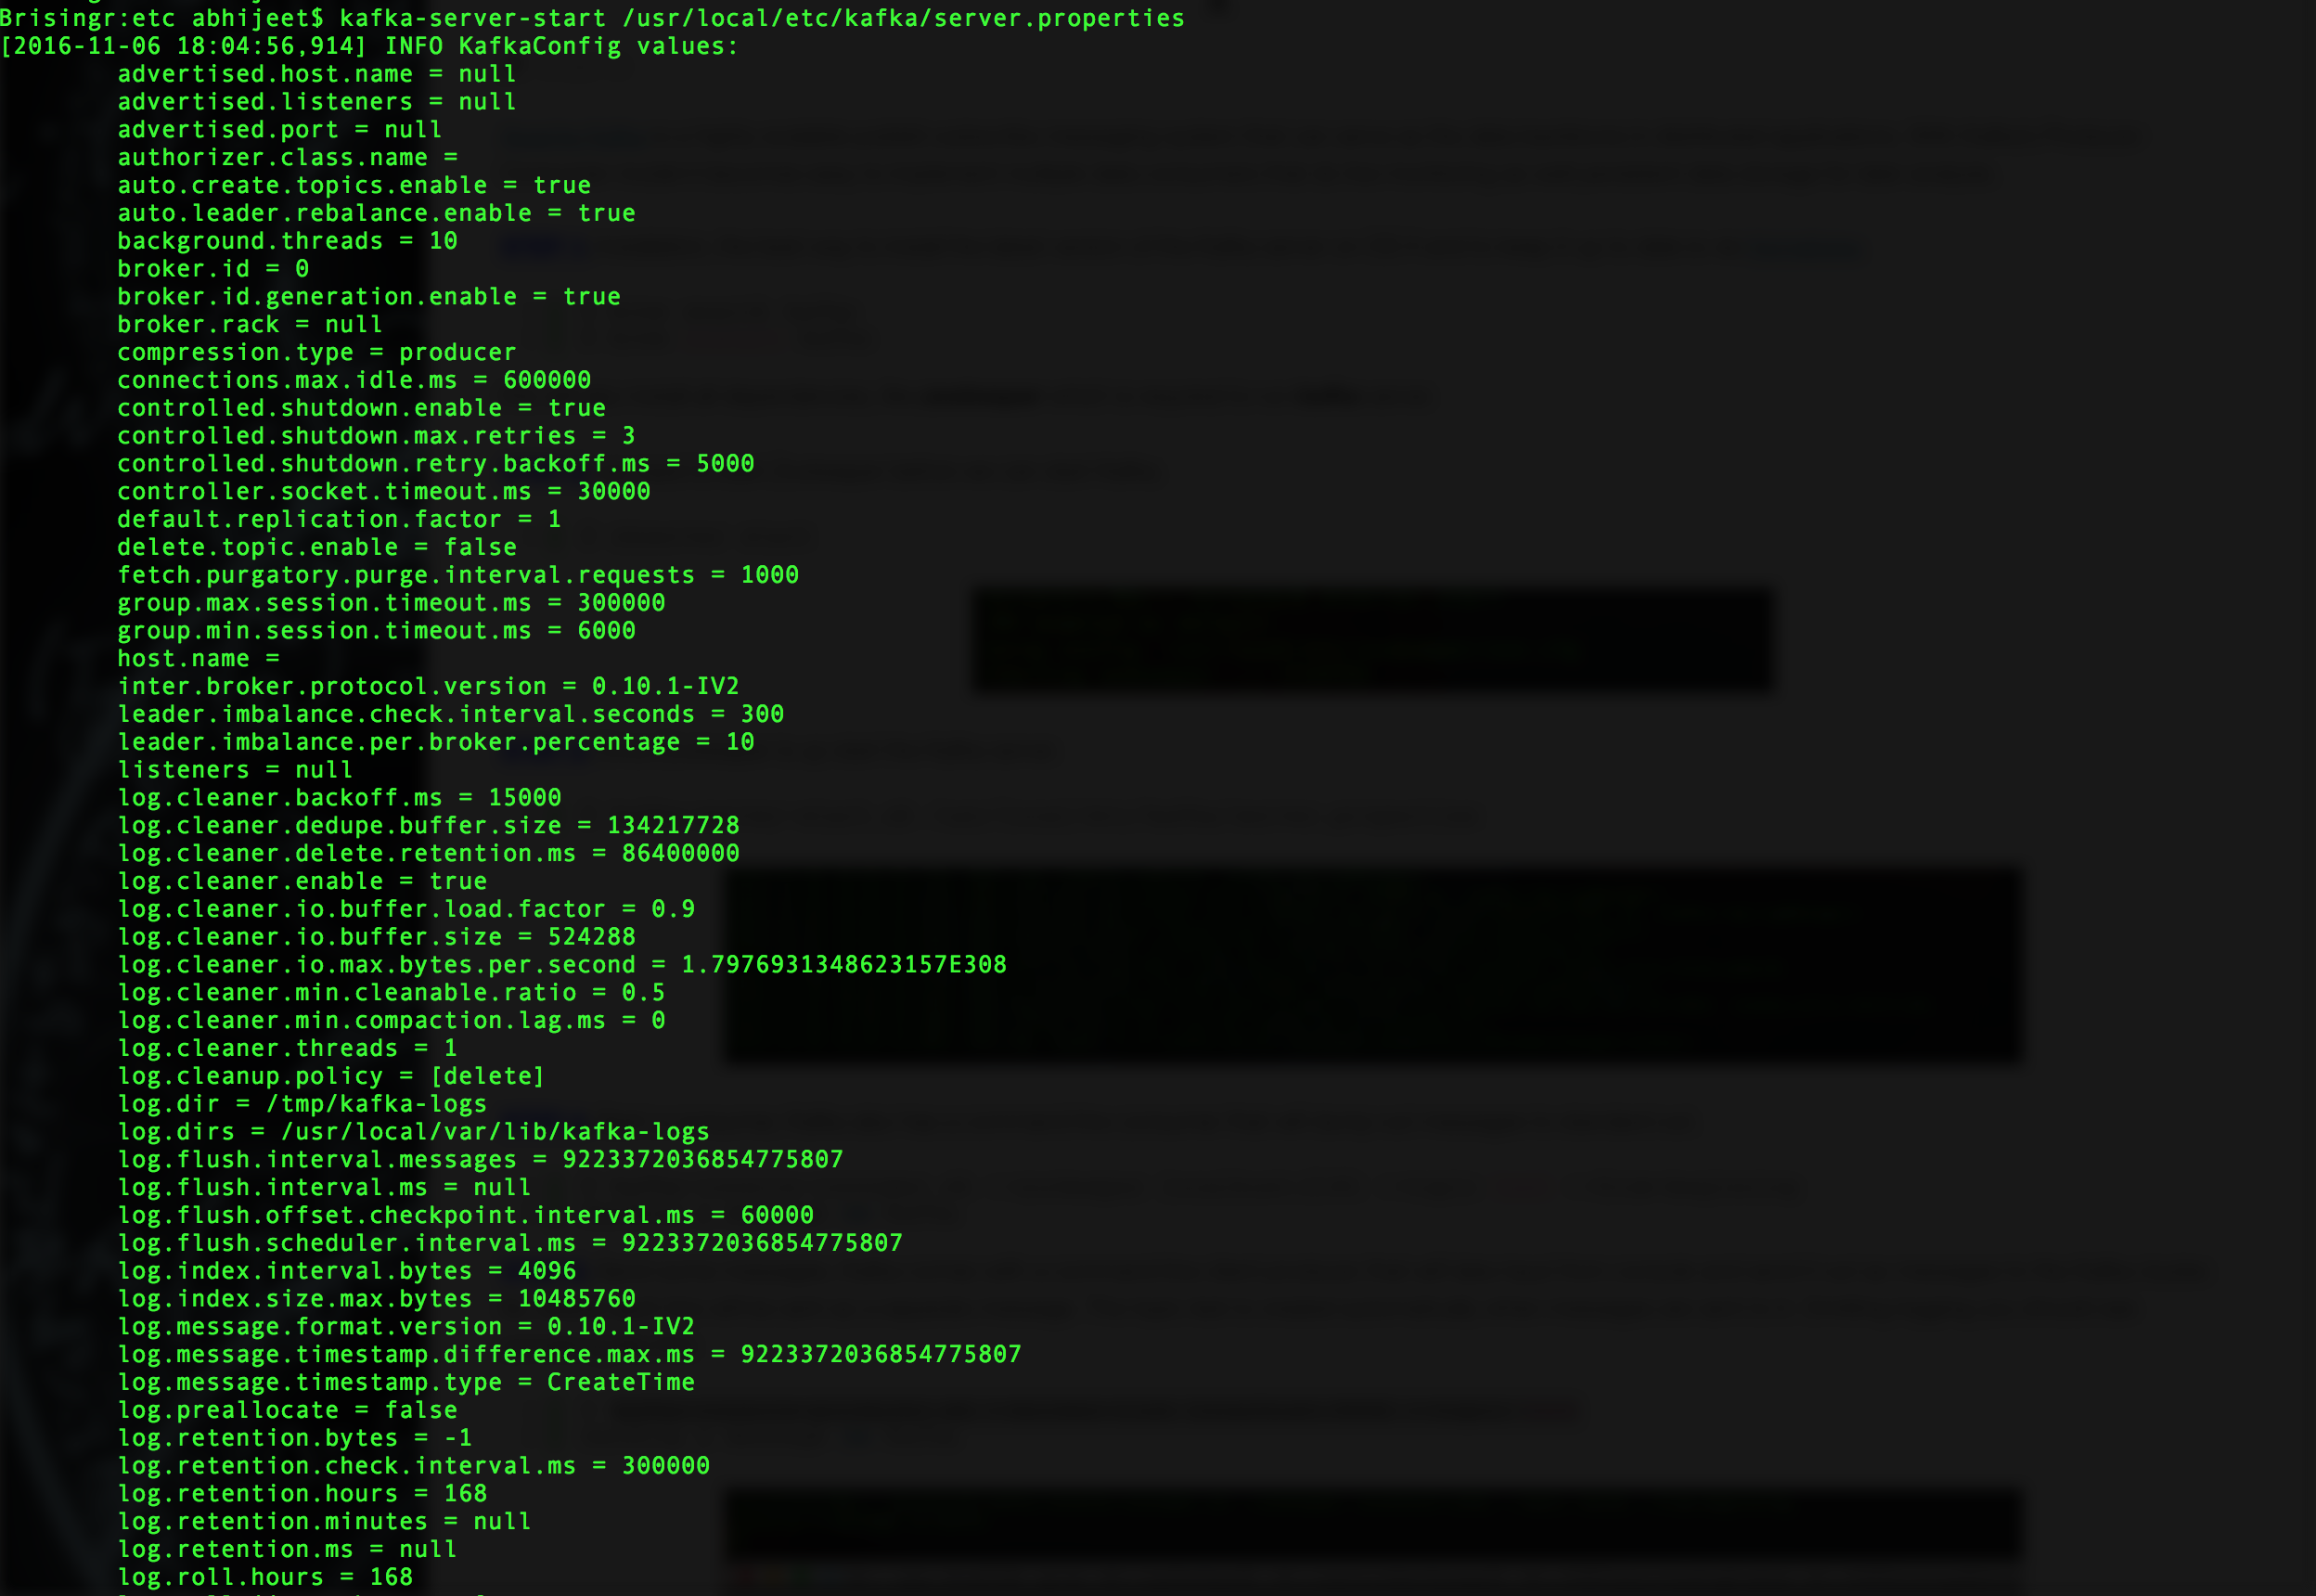 Brisingr:etc abhijeet$ kafka-server-start /usr/local/etc/kafka/server.properties
[2016-11-06 18:04:56,914] INFO KafkaConfig values:
advertised.host.name = null
advertised.listeners = null
advertised.port = null
authorizer.class.name =
auto.create.topics.enable = true
auto.leader.rebalance.enable = true
background.threads = 10
broker.id = 0
broker.id.generation.enable = true
broker.rack = null
compression.type = producer
connections.max.idle.ms = 600000
controlled.shutdown.enable = true
controlled.shutdown.max.retries = 3
controlled.shutdown.retry.backoff.ms = 5000
controller.socket.timeout.ms = 30000
default.replication.factor = 1
delete.topic.enable = false
fetch.purgatory.purge.interval.requests = 1000
group.max.session.timeout.ms = 300000
group.min.session.timeout.ms = 6000
host.name =
inter.broker.protocol.version = 0.10.1-IV2
leader.imbalance.check.interval.seconds = 300
leader.imbalance.per.broker.percentage = 10
listeners = null
log.cleaner.backoff.ms = 15000
log.cleaner.dedupe.buffer.size = 134217728
log.cleaner.delete.retention.ms = 86400000
log.cleaner.enable = true
log.cleaner.io.buffer.load.factor = 0.9
log.cleaner.io.buffer.size = 524288
log.cleaner.io.max.bytes.per.second = 1.7976931348623157E308
log.cleaner.min.cleanable.ratio = 0.5
log.cleaner.min.compaction.lag.ms = 0
log.cleaner.threads = 1
log.cleanup.policy = [delete]
log.dir = /tmp/kafka-logs
log.dirs = /usr/local/var/lib/kafka-logs
log.flush.interval.messages = 9223372036854775807
log.flush.interval.ms = null
log.flush.offset.checkpoint.interval.ms = 60000
log.flush.scheduler.interval.ms = 9223372036854775807
log.index.interval.bytes = 4096
log.index.size.max.bytes = 10485760
log.message.format.version = 0.10.1-IV2
log.message.timestamp.difference.max.ms = 9223372036854775807
log.message.timestamp.type = CreateTime
log.preallocate = false
log.retention.bytes = -1
log.retention.check.interval.ms = 300000
log.retention.hours = 168
log.retention.minutes = null
log.retention.ms = null
log.roll.hours = 168